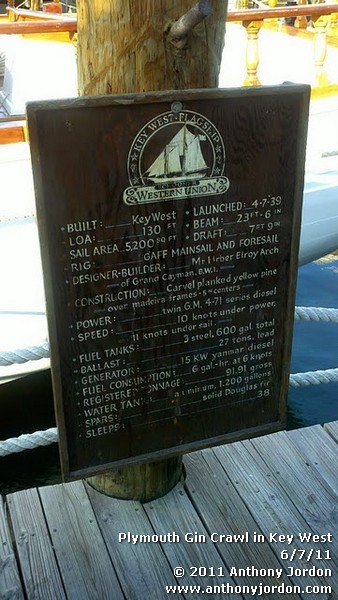 KEY WEST FLAGSHIP
SCHOONER
WESTERN UNION
• BUILT: Key West • LAUNCHED: 4-7-39
• LOA: 130 FT • BEAM: 23 FT-6 IN
• SAIL AREA: 5200 SQ FT • DRAFT: 7 FT 9 IN
• RIG: GAFF MAINSAIL AND FORESAIL
• DESIGNER-BUILDER: Mr Heber Elroy Arch
of Grand Cayman, B.W.I.
• CONSTRUCTION: Carvel planked yellow pine
over madeira frames - centers
• POWER: twin G.M. 4-71 series diesel
• SPEED: 10 knots under power,
11 knots under sail
• FUEL TANKS: 3 steel, 600 gal. total
• BALLAST: 27 tons, lead
• GENERATOR: 15 KW yanmar diesel
• FUEL CONSUMPTION: 6 gal.-hr. at 6 knots
• REGISTERED TONNAGE: 91.91 gross
• WATER TANK: aluminum, 1,200 gallons
• SPARS: solid Douglas fir
• SLEEPS: 38
Plymouth Gin Crawl in Key West
6/7/11
© 2011 Anthony Jordon
www.anthonyjordon.com